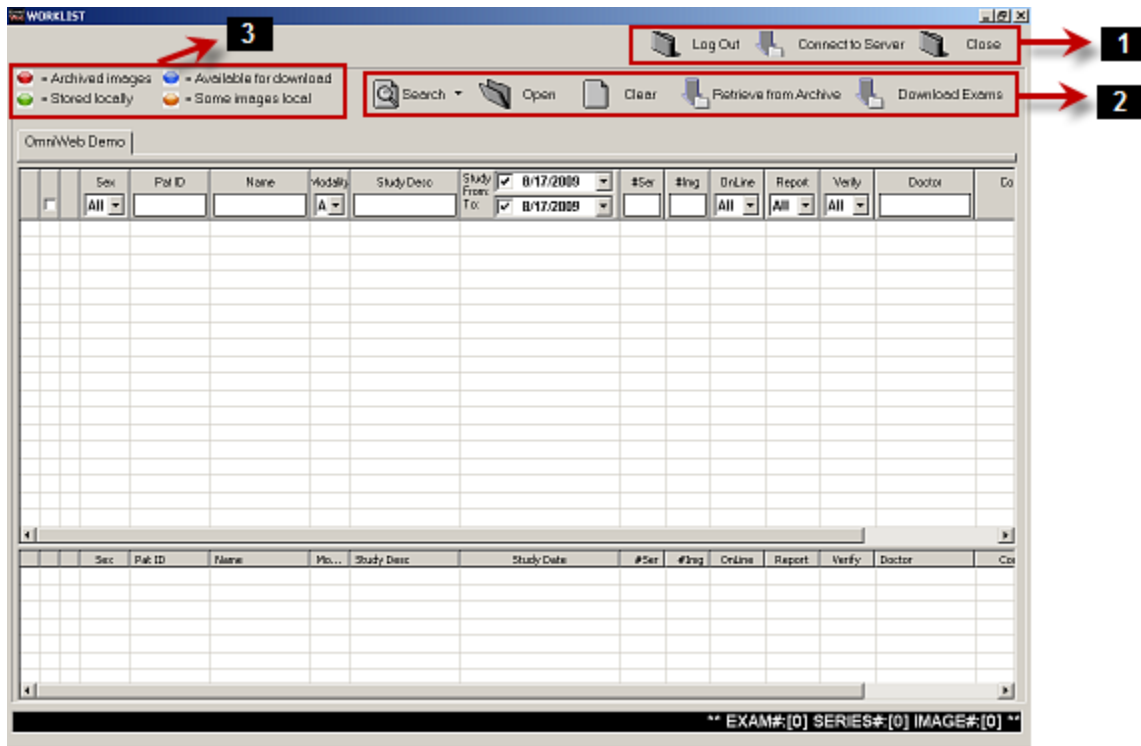 WORKLIST
3
Log Out Connect to Server Close
1
= Archived images = Available for download
= Stored locally = Some images local
Search Open Clear Retrieve from Archive Download Exams
2
OmniWeb Demo
Sex Pat ID Name Modality Study Desc Study From: 8/17/2009 #Ser #Img OnLine Report Verify Doctor Co
All A To: 8/17/2009 All All All
Sex Pat ID Name Mo... Study Desc Study Date #Ser #Img OnLine Report Verify Doctor Co
** EXAM#:[0] SERIES#:[0] IMAGE#:[0] **